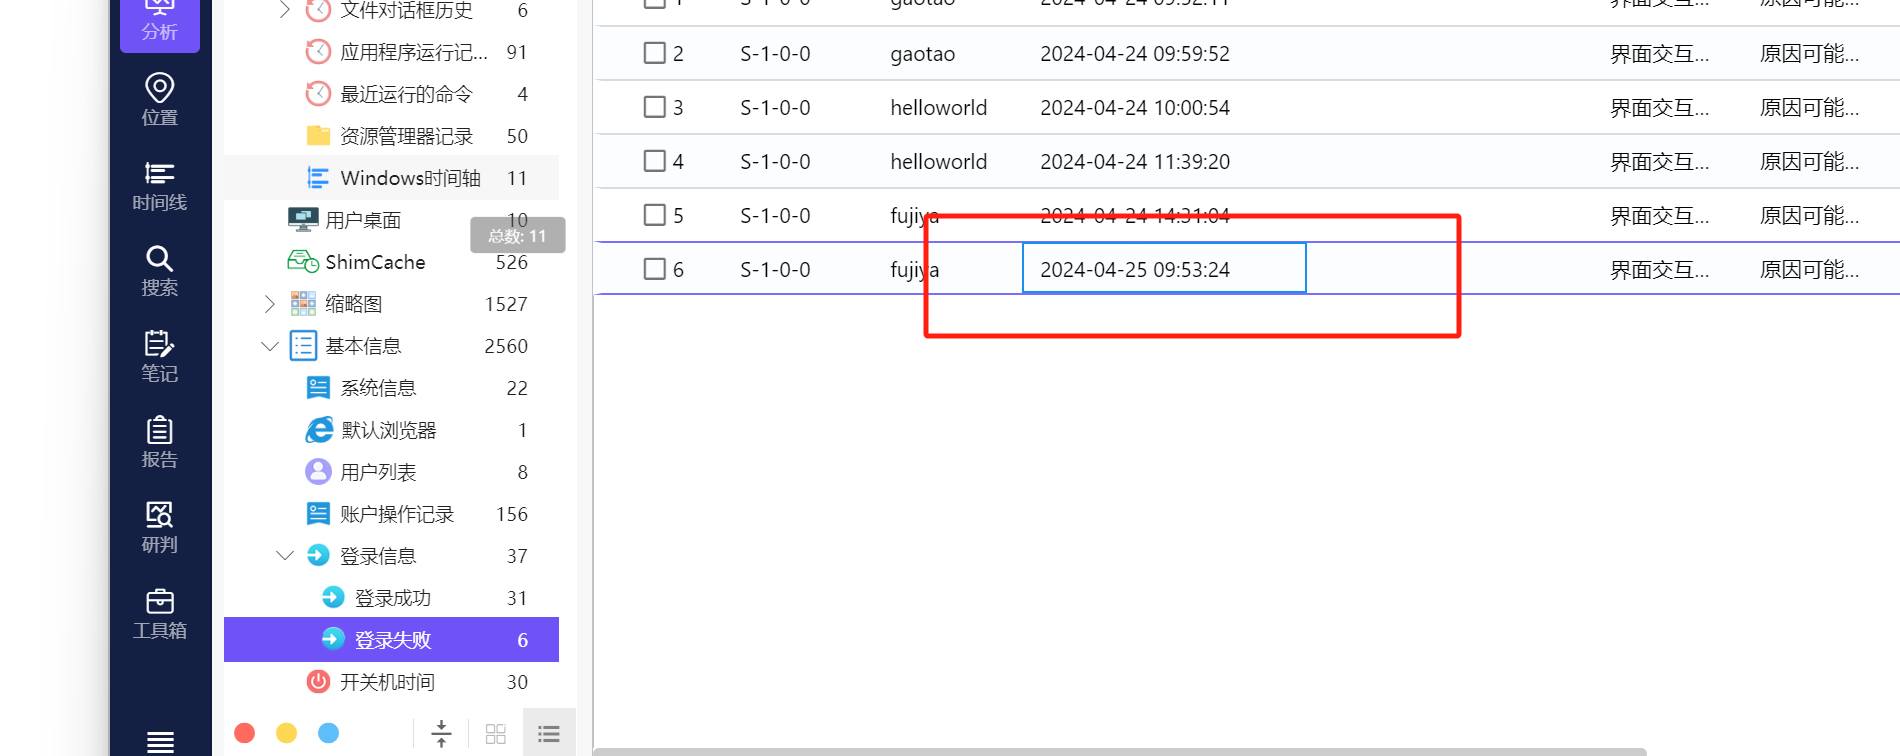 分析
位置
时间线
搜索
笔记
报告
研判
工具箱
文件对话框历史 6
应用程序运行记... 91
最近运行的命令 4
资源管理器记录 50
Windows时间轴 11
用户桌面 10
总数: 11
ShimCache 526
缩略图 1527
基本信息 2560
系统信息 22
默认浏览器 1
用户列表 8
账户操作记录 156
登录信息 37
登录成功 31
登录失败 6
开关机时间 30
1 S-1-0-0 gaotao 2024-04-24 09:52:11 界面交互... 原因可能...
2 S-1-0-0 gaotao 2024-04-24 09:59:52 界面交互... 原因可能...
3 S-1-0-0 helloworld 2024-04-24 10:00:54 界面交互... 原因可能...
4 S-1-0-0 helloworld 2024-04-24 11:39:20 界面交互... 原因可能...
5 S-1-0-0 fujiya 2024-04-24 14:31:04 界面交互... 原因可能...
6 S-1-0-0 fujiya 2024-04-25 09:53:24 界面交互... 原因可能...